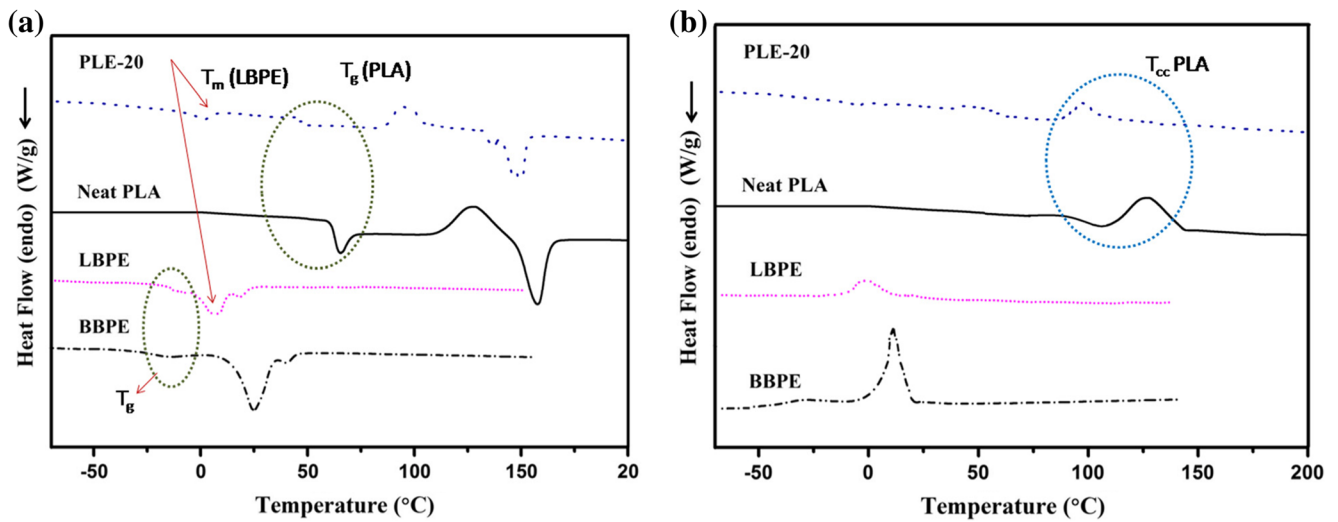 (a)
PLE-20
Tm (LBPE)
Tg (PLA)
Neat PLA
LBPE
BBPE
Tg
Heat Flow (endo) (W/g)
-50 0 50 100 150 20
Temperature (°C)
(b)
PLE-20
Tcc PLA
Neat PLA
LBPE
BBPE
Heat Flow (endo) (W/g)
-50 0 50 100 150 200
Temperature (°C)